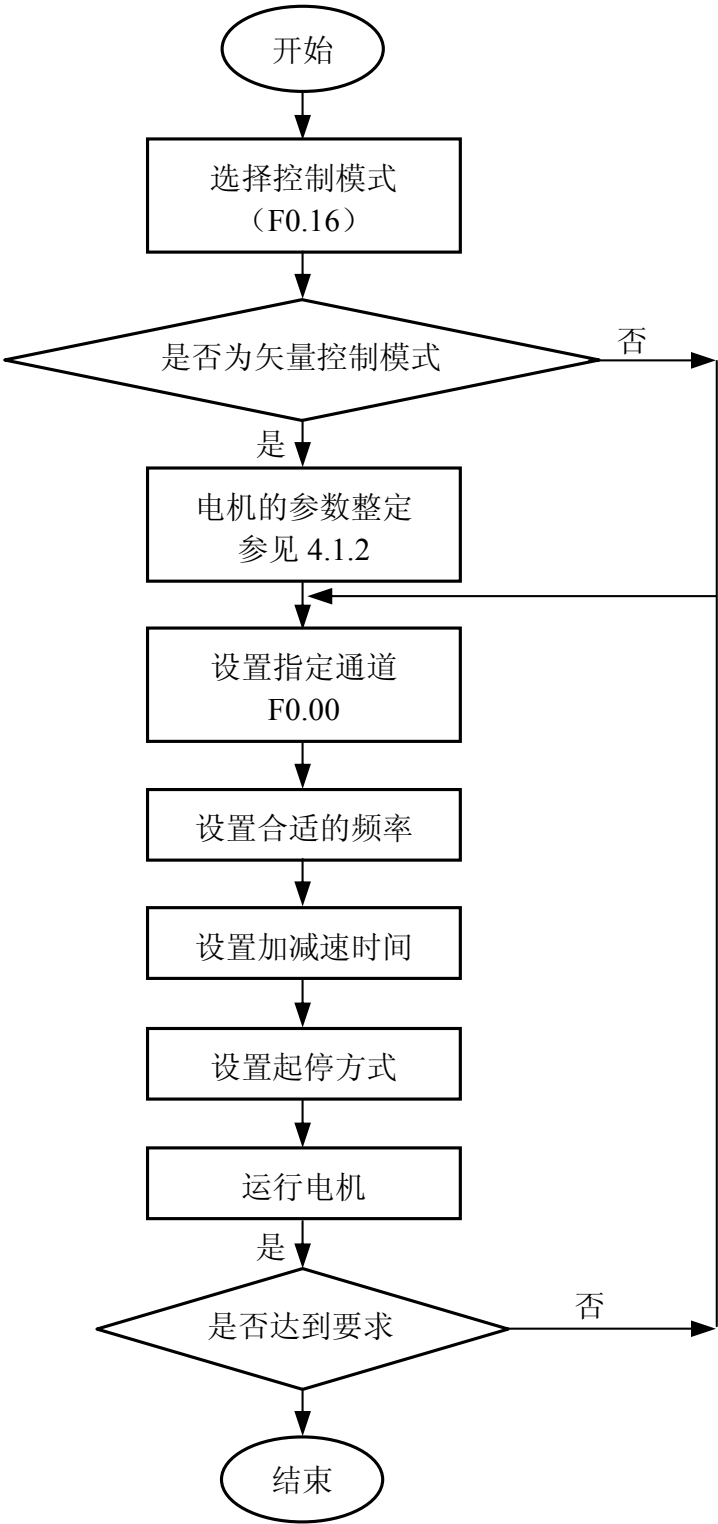 开始
选择控制模式
（F0.16）
是否为矢量控制模式
否
是
电机的参数整定
参见 4.1.2
设置指定通道
F0.00
设置合适的频率
设置加减速时间
设置起停方式
运行电机
是
是否达到要求
否
结束